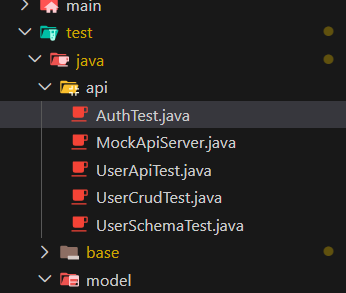 main
test
java
api
AuthTest.java
MockApiServer.java
UserApiTest.java
UserCrudTest.java
UserSchemaTest.java
base
model